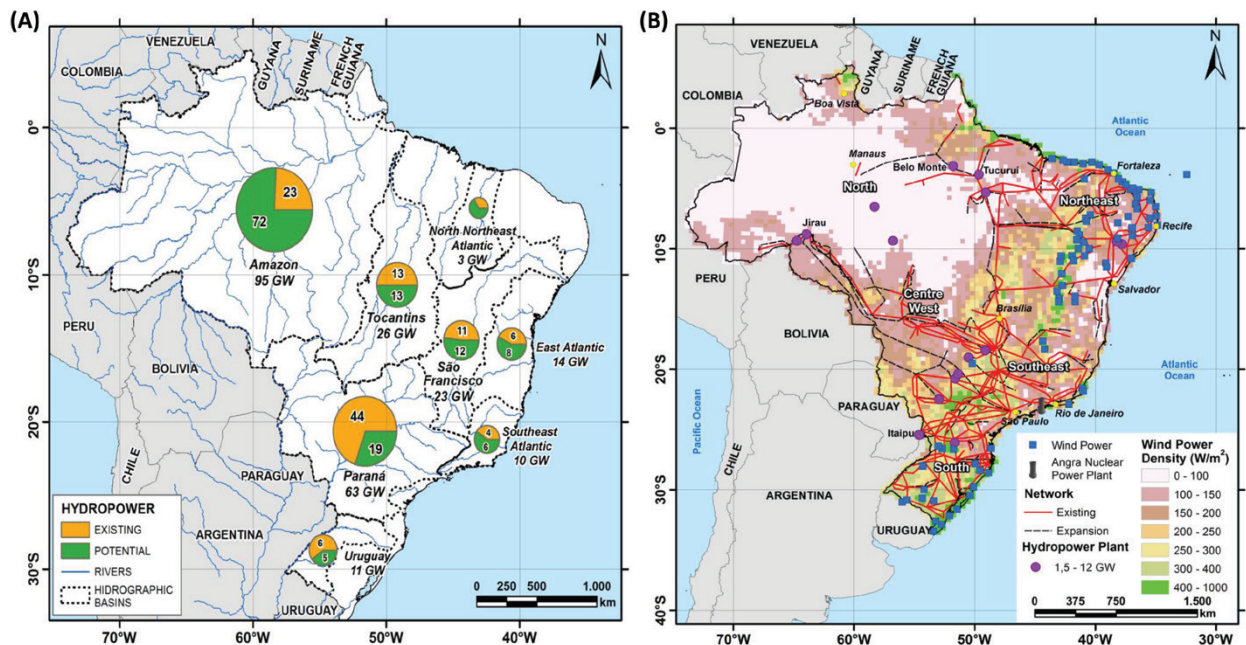 (A)
N
VENEZUELA
COLOMBIA
GUYANA
SURINAME
FRENCH
GUIANA
0°
23
72
Amazon
95 GW
North Northeast
Atlantic
3 GW
10°S
13
13
Tocantins
26 GW
PERU
11
12
São
Francisco
23 GW
6
8
East Atlantic
14 GW
BOLIVIA
20°S
44
19
Paraná
63 GW
4
6
Southeast
Atlantic
10 GW
CHILE
PARAGUAY
ARGENTINA
6
5
Uruguay
11 GW
30°S
URUGUAY
HYDROPOWER
EXISTING
POTENTIAL
RIVERS
HIDROGRAPHIC
BASINS
0 250 500 1.000
km
70°W 60°W 50°W 40°W
(B)
N
VENEZUELA
COLOMBIA
GUYANA
SURINAME
FRENCH
GUIANA
Boa Vista
Atlantic
Ocean
0°
Manaus
Belo Monte
Tucuruí
Fortaleza
North
Northeast
Jirau
Recife
10°S
PERU
Centre
West
Salvador
Brasília
BOLIVIA
Southeast
20°S
Atlantic
Ocean
Pacific Ocean
PARAGUAY
São Paulo
Rio de Janeiro
Itaipu
CHILE
South
30°S
ARGENTINA
URUGUAY
40°S
Wind Power
Angra Nuclear
Power Plant
Network
Existing
Expansion
Hydropower Plant
1,5 - 12 GW
Wind Power
Density (W/m²)
0 - 100
100 - 150
150 - 200
200 - 250
250 - 300
300 - 400
400 - 1000
0 375 750 1.500
km
70°W 60°W 50°W 40°W 30°W